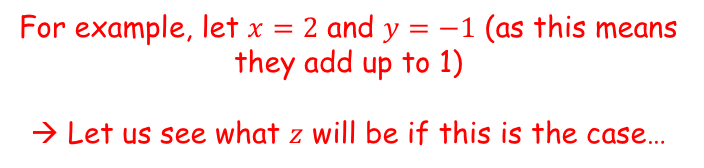 For example, let x = 2 and y = −1 (as this means
they add up to 1)
→ Let us see what z will be if this is the case…